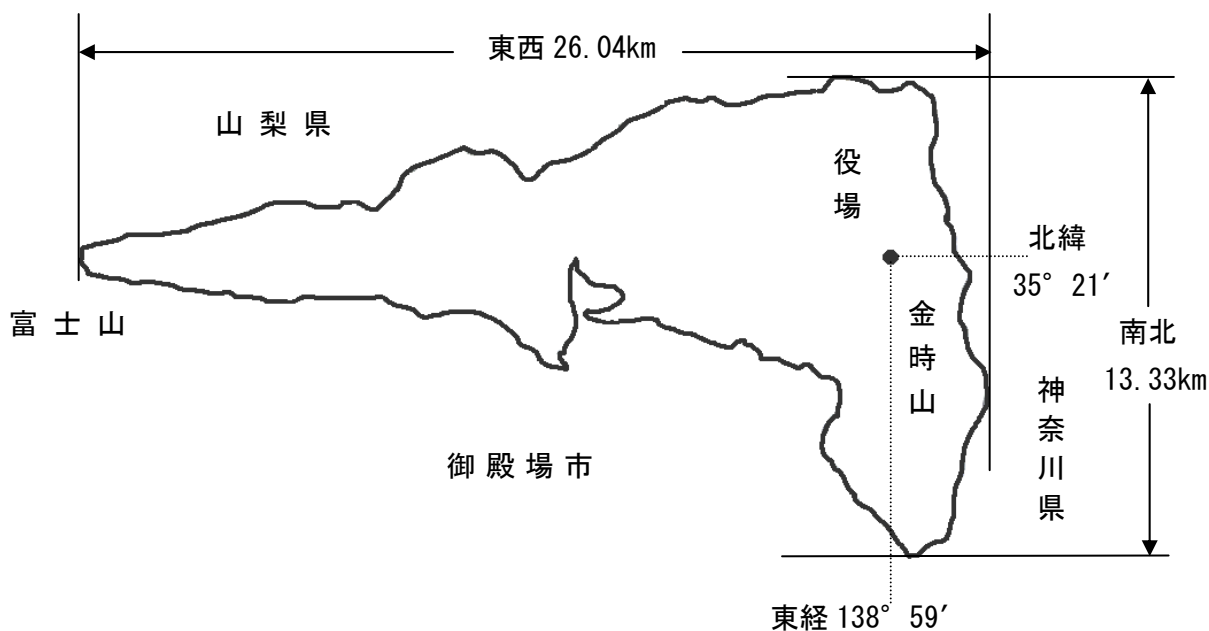 東西 26.04km
山梨県
役場
北緯
35° 21′
富士山
金時山
南北
13.33km
神奈川県
御殿場市
東経 138° 59′